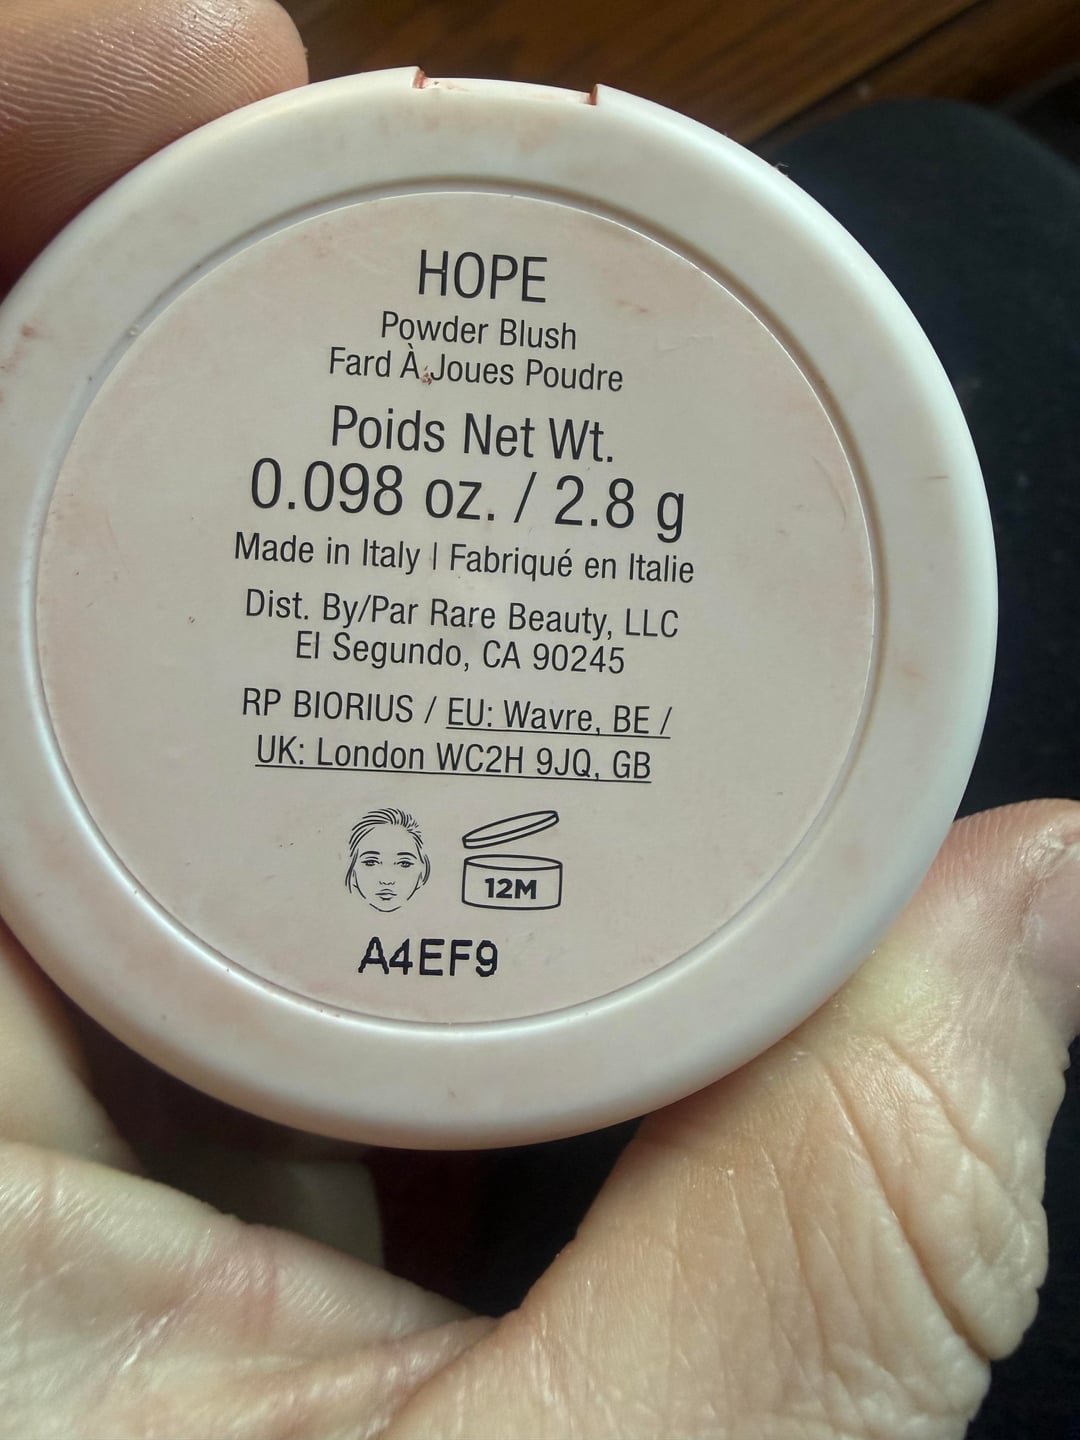 HOPE
Powder Blush
Fard À Joues Poudre
Poids Net Wt.
0.098 oz. / 2.8 g
Made in Italy | Fabriqué en Italie
Dist. By/Par Rare Beauty, LLC
El Segundo, CA 90245
RP BIORIUS / EU: Wavre, BE /
UK: London WC2H 9JQ, GB
12M
A4EF9